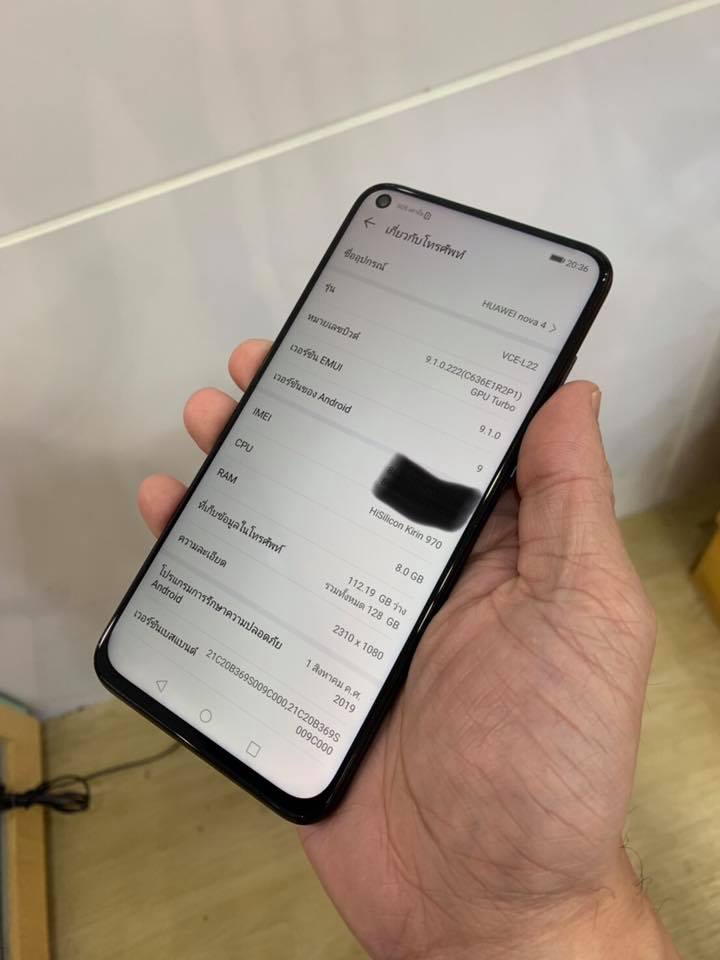 20:36
เกี่ยวกับโทรศัพท์
ชื่ออุปกรณ์
HUAWEI nova 4
รุ่น
VCE-L22
หมายเลขบิวด์
9.1.0.222(C636E1R2P1)
GPU Turbo
เวอร์ชัน EMUI
9.1.0
เวอร์ชันของ Android
9
IMEI
CPU
HiSilicon Kirin 970
RAM
8.0 GB
ที่เก็บข้อมูลในโทรศัพท์
112.19 GB ว่าง
รวมทั้งหมด 128 GB
ความละเอียด
2310 x 1080
โปรแกรมการรักษาความปลอดภัย
Android
1 สิงหาคม ค.ศ.
2019
เวอร์ชันเบสแบนด์
21C20B369S009C000,21C20B369S
009C000